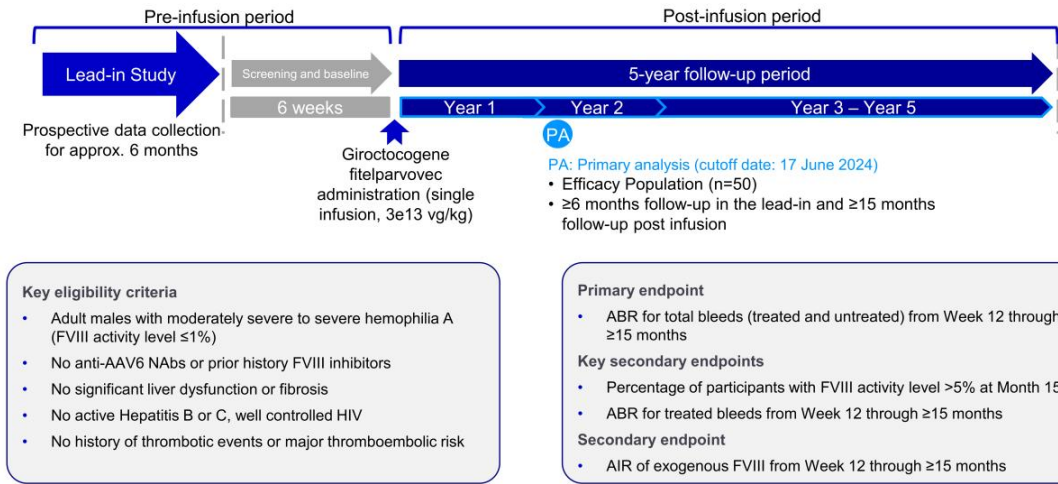 Pre-infusion period
Post-infusion period
Lead-in Study
Screening and baseline
5-year follow-up period
6 weeks
Year 1
Year 2
Year 3 – Year 5
Prospective data collection
for approx. 6 months
Giroctocogene
fitelparvovec
administration (single
infusion, 3e13 vg/kg)
PA
PA: Primary analysis (cutoff date: 17 June 2024)
• Efficacy Population (n=50)
• ≥6 months follow-up in the lead-in and ≥15 months
follow-up post infusion
Key eligibility criteria
• Adult males with moderately severe to severe hemophilia A
(FVIII activity level ≤1%)
• No anti-AAV6 NAbs or prior history FVIII inhibitors
• No significant liver dysfunction or fibrosis
• No active Hepatitis B or C, well controlled HIV
• No history of thrombotic events or major thromboembolic risk
Primary endpoint
• ABR for total bleeds (treated and untreated) from Week 12 through
≥15 months
Key secondary endpoints
• Percentage of participants with FVIII activity level >5% at Month 15
• ABR for treated bleeds from Week 12 through ≥15 months
Secondary endpoint
• AIR of exogenous FVIII from Week 12 through ≥15 months